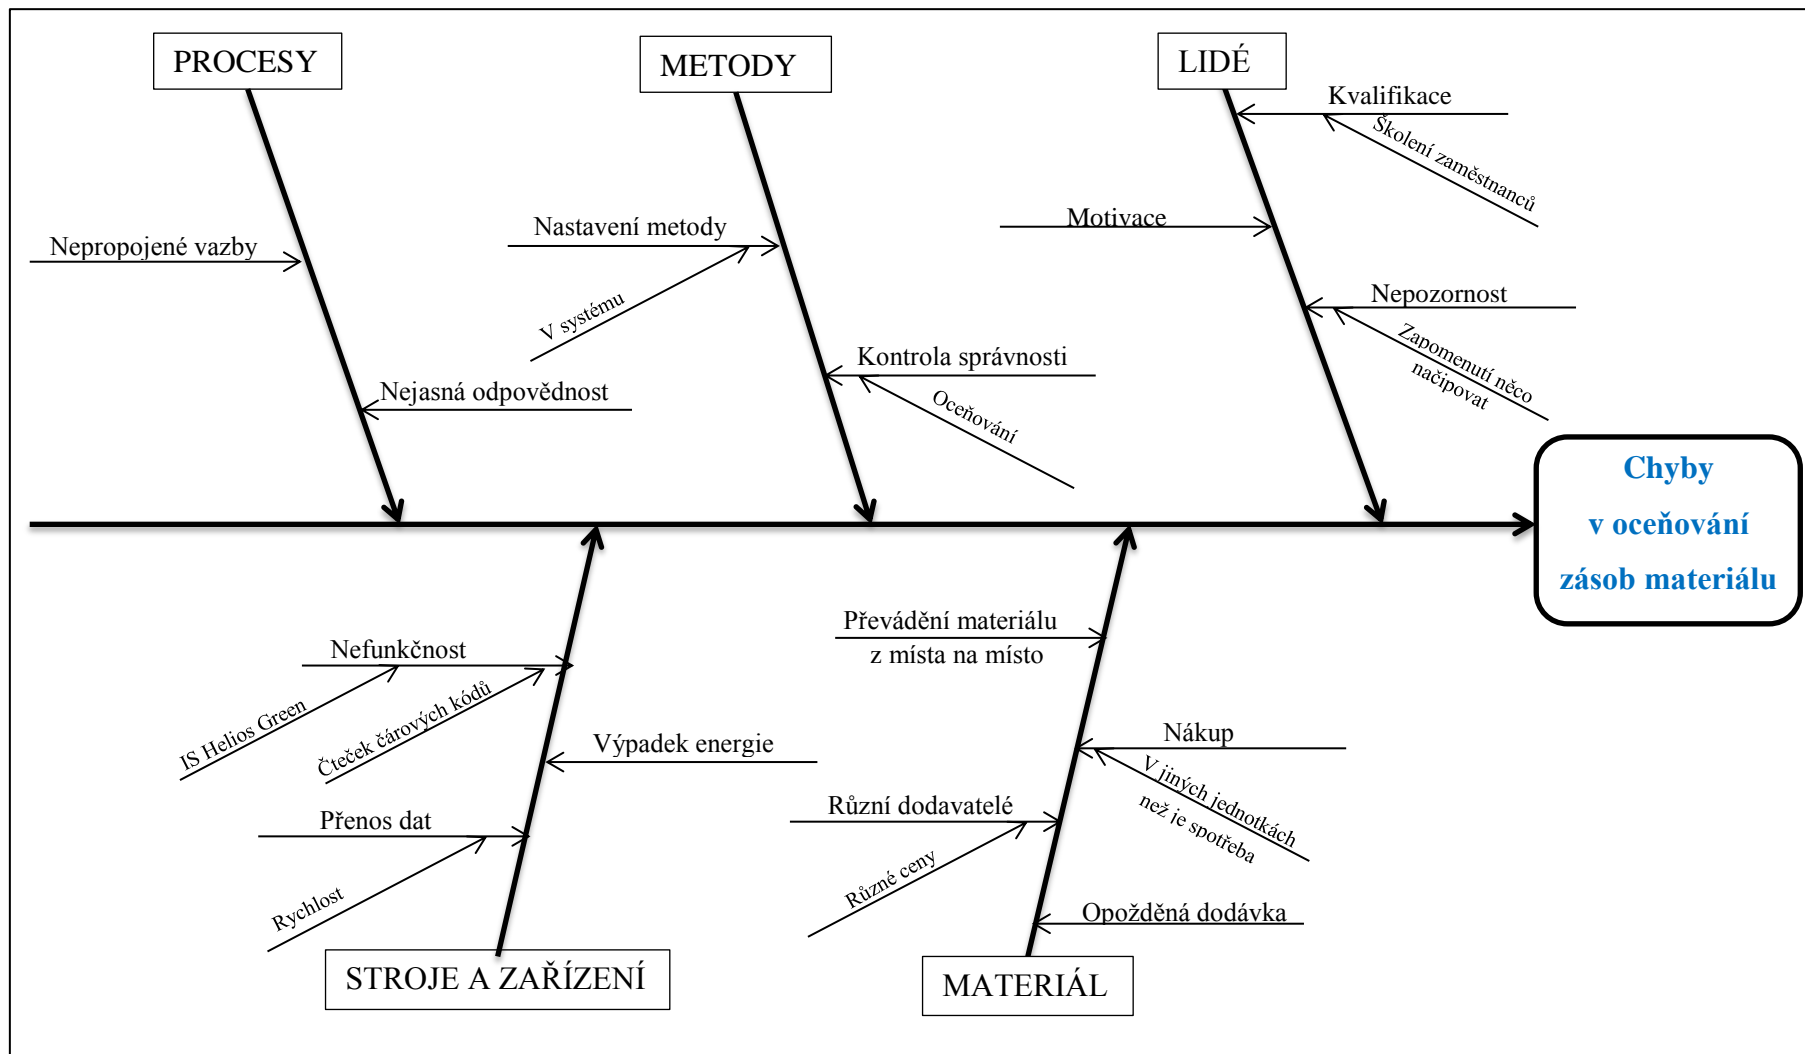 PROCESY
METODY
LIDÉ
Kvalifikace
Školení zaměstnanců
Motivace
Nepropojené vazby
Nastavení metody
V systému
Nepozornost
Zapomenutí něco
načipovat
Kontrola správnosti
Oceňování
Nejasná odpovědnost
Chyby
v oceňování
zásob materiálu
Nefunkčnost
IS Helios Green
Čteček čárových kódů
Výpadek energie
Přenos dat
Rychlost
Převádění materiálu
z místa na místo
Nákup
V jiných jednotkách
než je spotřeba
Různí dodavatelé
Různé ceny
Opožděná dodávka
STROJE A ZAŘÍZENÍ
MATERIÁL